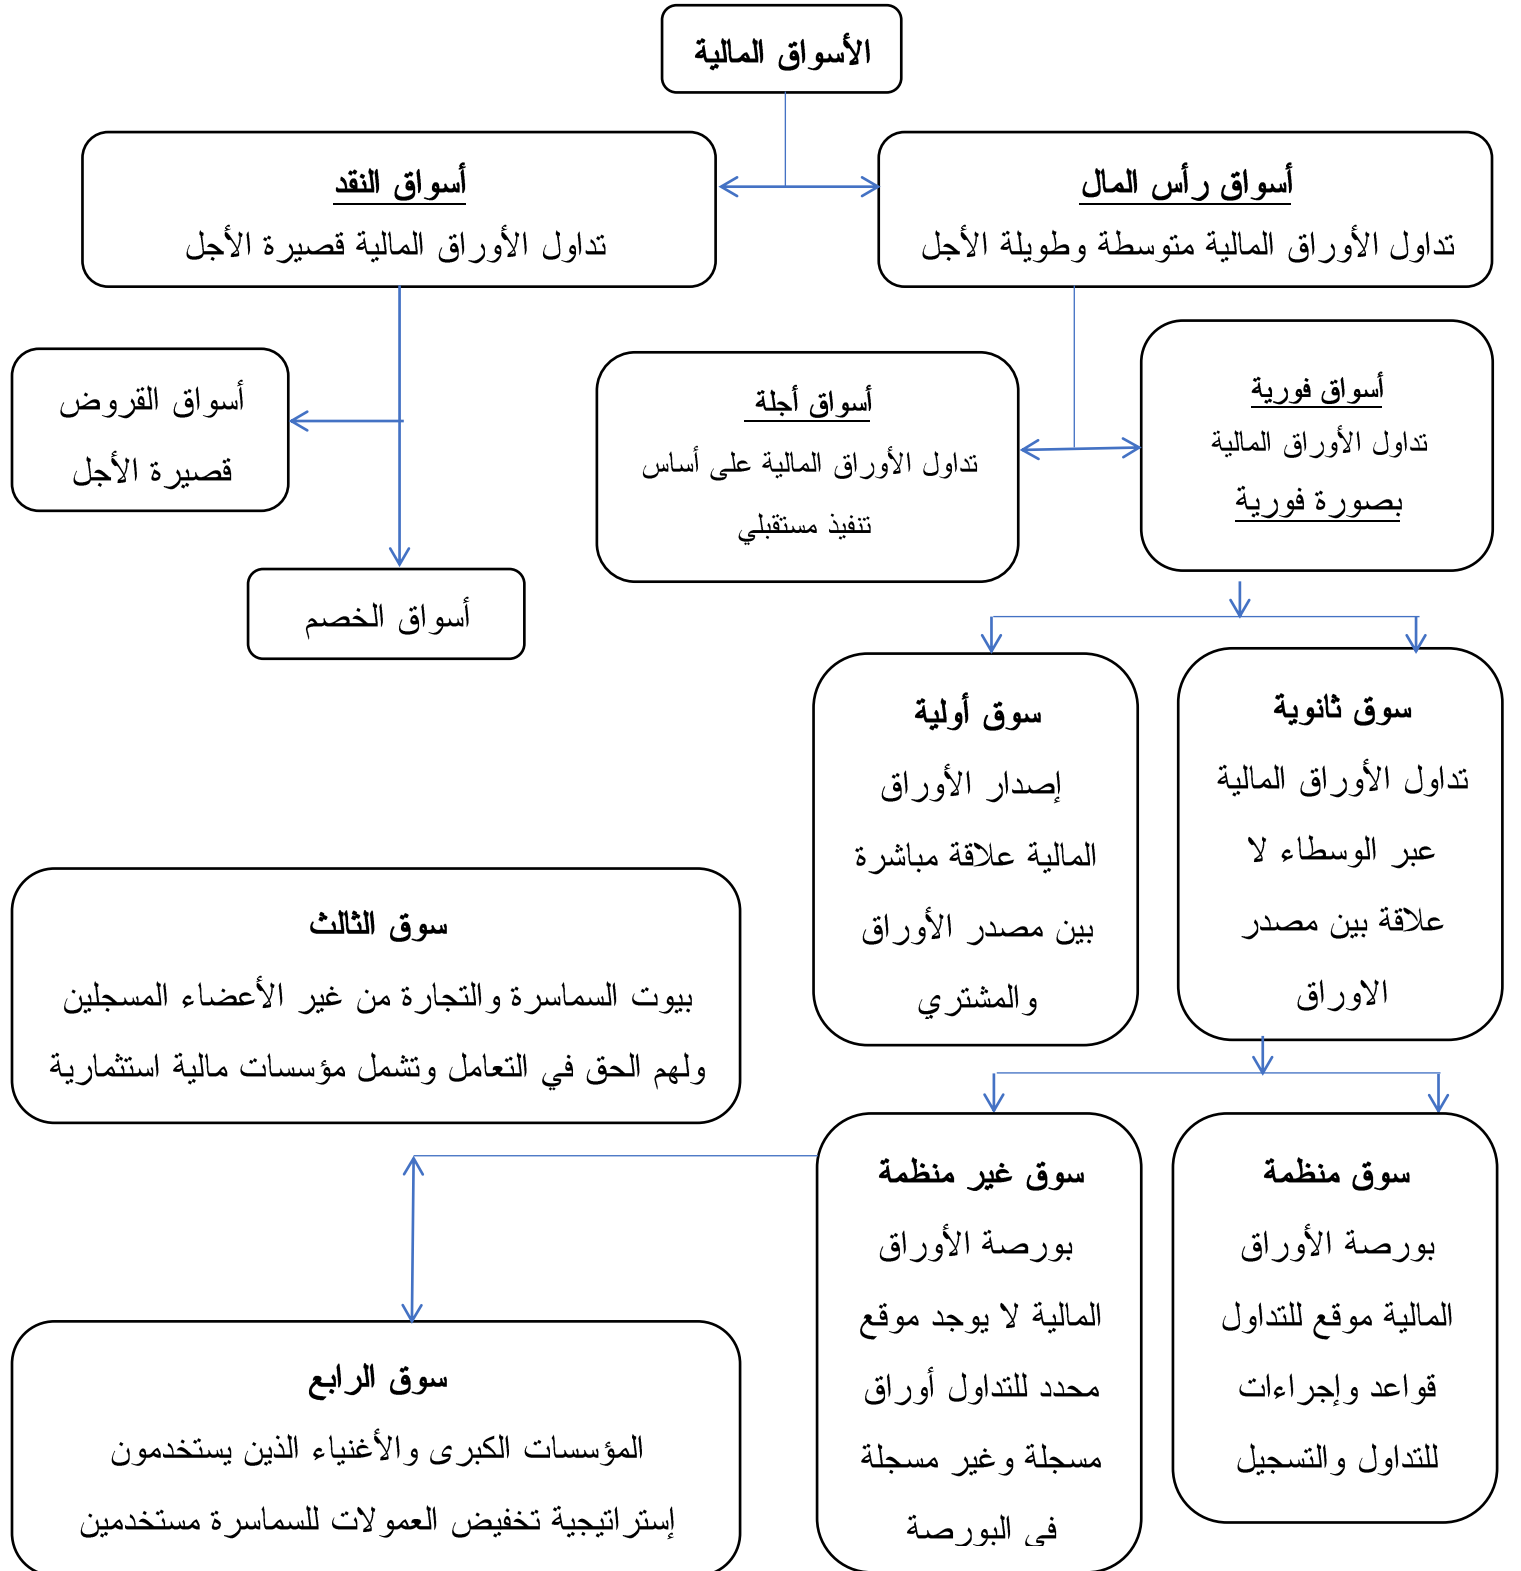 الأسواق المالية
أسواق رأس المال
تداول الأوراق المالية متوسطة وطويلة الأجل
أسواق النقد
تداول الأوراق المالية قصيرة الأجل
أسواق فورية
تداول الأوراق المالية
بصورة فورية
أسواق أجلة
تداول الأوراق المالية على أساس
تنفيذ مستقبلي
أسواق القروض
قصيرة الأجل
أسواق الخصم
سوق ثانوية
تداول الأوراق المالية
عبر الوسطاء لا
علاقة بين مصدر
الاوراق
سوق أولية
إصدار الأوراق
المالية علاقة مباشرة
بين مصدر الأوراق
والمشتري
سوق الثالث
بيوت السماسرة والتجارة من غير الأعضاء المسجلين
ولهم الحق في التعامل وتشمل مؤسسات مالية استثمارية
سوق منظمة
بورصة الأوراق
المالية موقع للتداول
قواعد وإجراءات
للتداول والتسجيل
سوق غير منظمة
بورصة الأوراق
المالية لا يوجد موقع
محدد للتداول أوراق
مسجلة وغير مسجلة
في البورصة
سوق الرابع
المؤسسات الكبرى والأغنياء الذين يستخدمون
إستراتيجية تخفيض العمولات للسماسرة مستخدمين